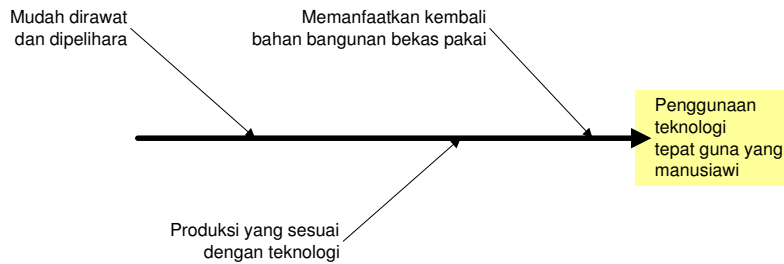 Mudah dirawat
dan dipelihara
Memanfaatkan kembali
bahan bangunan bekas pakai
Penggunaan
teknologi
tepat guna yang
manusiawi
Produksi yang sesuai
dengan teknologi